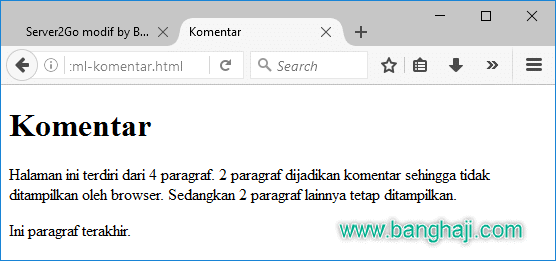 Server2Go modif by B...
Komentar
:ml-komentar.html
Search
Komentar
Halaman ini terdiri dari 4 paragraf. 2 paragraf dijadikan komentar sehingga tidak
ditampilkan oleh browser. Sedangkan 2 paragraf lainnya tetap ditampilkan.
Ini paragraf terakhir.
www.banghaji.com